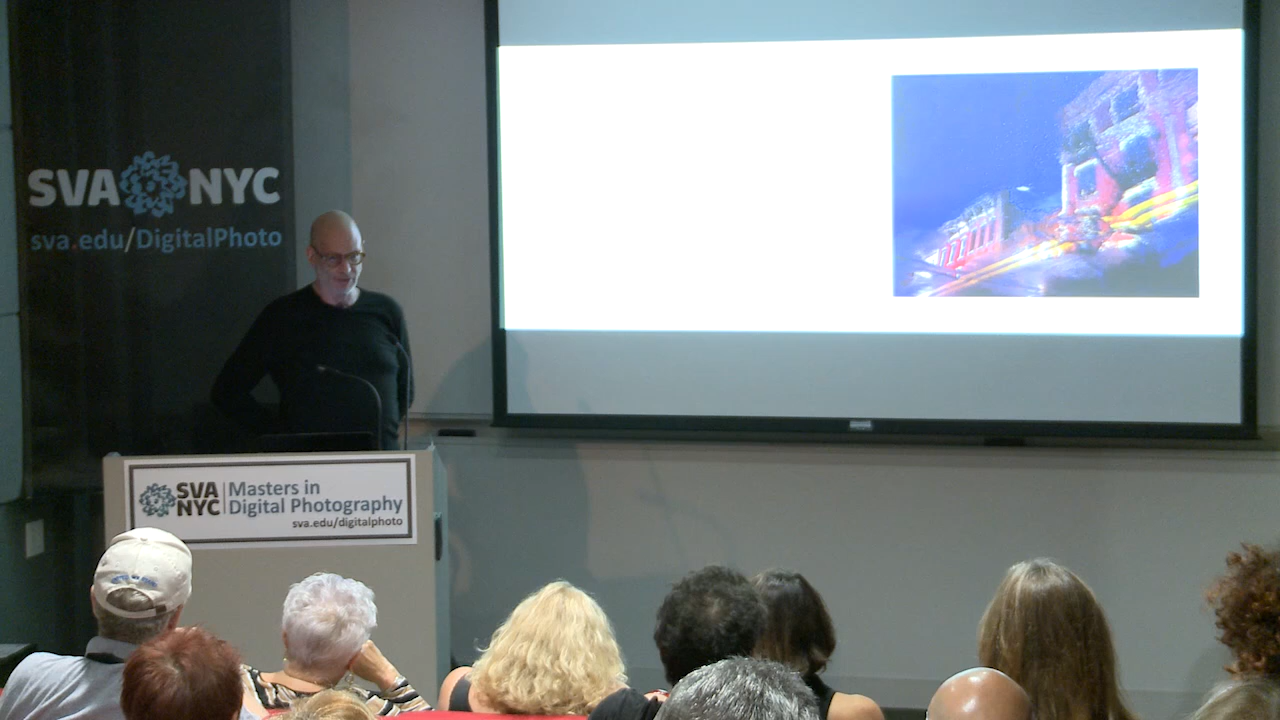 SVA NYC
sva.edu/DigitalPhoto
SVA NYC
Masters in
Digital Photography
sva.edu/digitalphoto